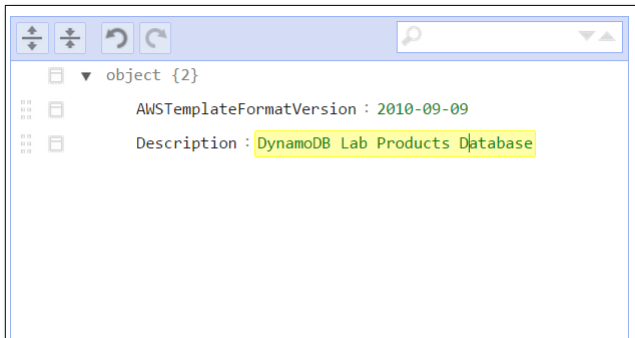 object {2}
AWSTemplateFormatVersion : 2010-09-09
Description : DynamoDB Lab Products Database